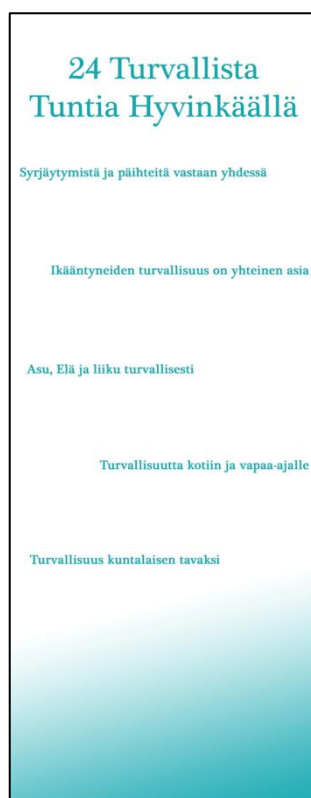 24 Turvallista
Tuntia Hyvinkäällä
Syrjäytymistä ja päihteitä vastaan yhdessä
Ikääntyneiden turvallisuus on yhteinen asia
Asu, Elä ja liiku turvallisesti
Turvallisuutta kotiin ja vapaa-ajalle
Turvallisuus kuntalaisen tavaksi